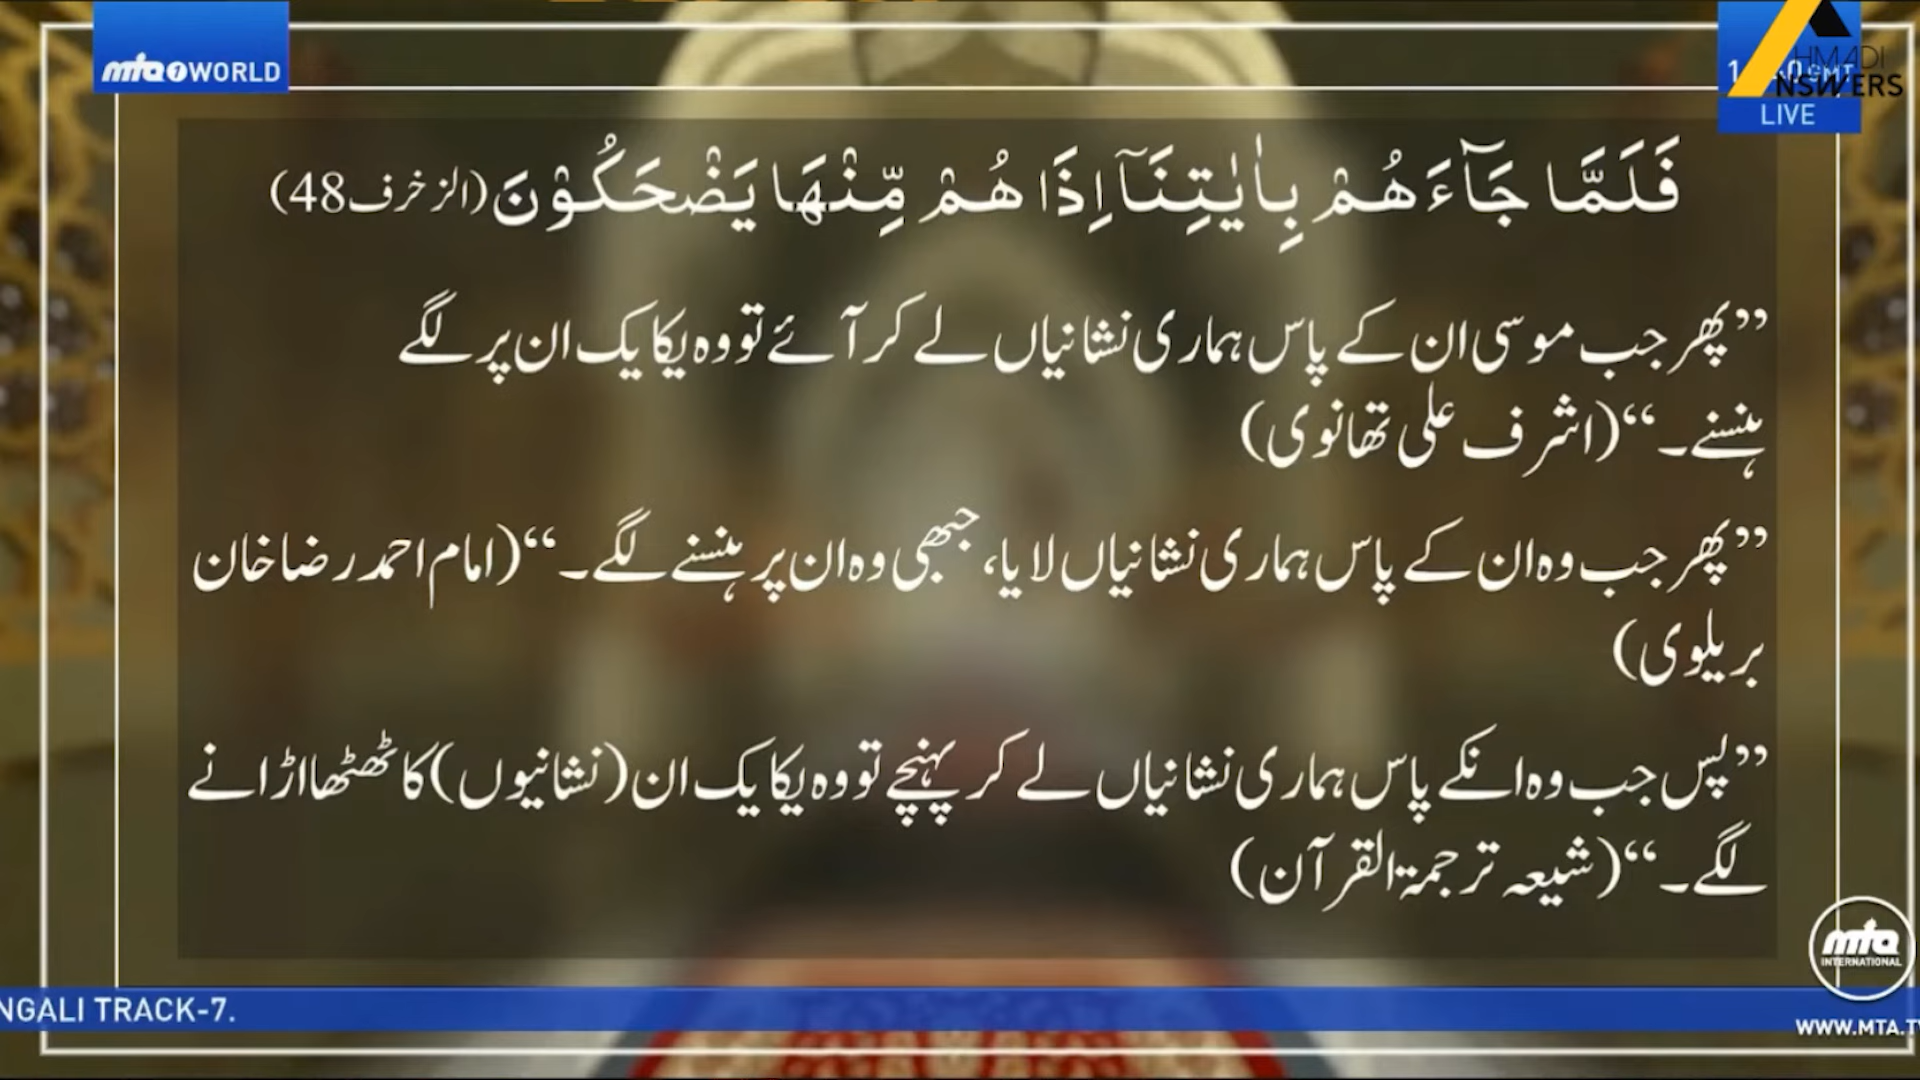 mta1 WORLD
AHMADI
ANSWERS
GMT
LIVE
فَلَمَّا جَآءَهُمْ بِاٰيٰتِنَآ اِذَا هُمْ مِّنْهَا يَضْحَكُوْنَ (الزخرف48)
”پھر جب موسی ان کے پاس ہماری نشانیاں لے کر آئے تو وہ یکایک ان پر لگے
ہنسنے۔“ (اشرف علی تھانوی)
”پھر جب وہ ان کے پاس ہماری نشانیاں لایا، جبھی وہ ان پر ہنسنے لگے۔“ (امام احمد رضا خان
بریلوی)
”پس جب وہ انکے پاس ہماری نشانیاں لے کر پہنچے تو وہ یکایک ان (نشانیوں) کا ٹھٹھا اڑانے
لگے۔“ (شیعہ ترجمۃ القرآن)
mta
INTERNATIONAL
NGALI TRACK-7.
WWW.MTA.TV